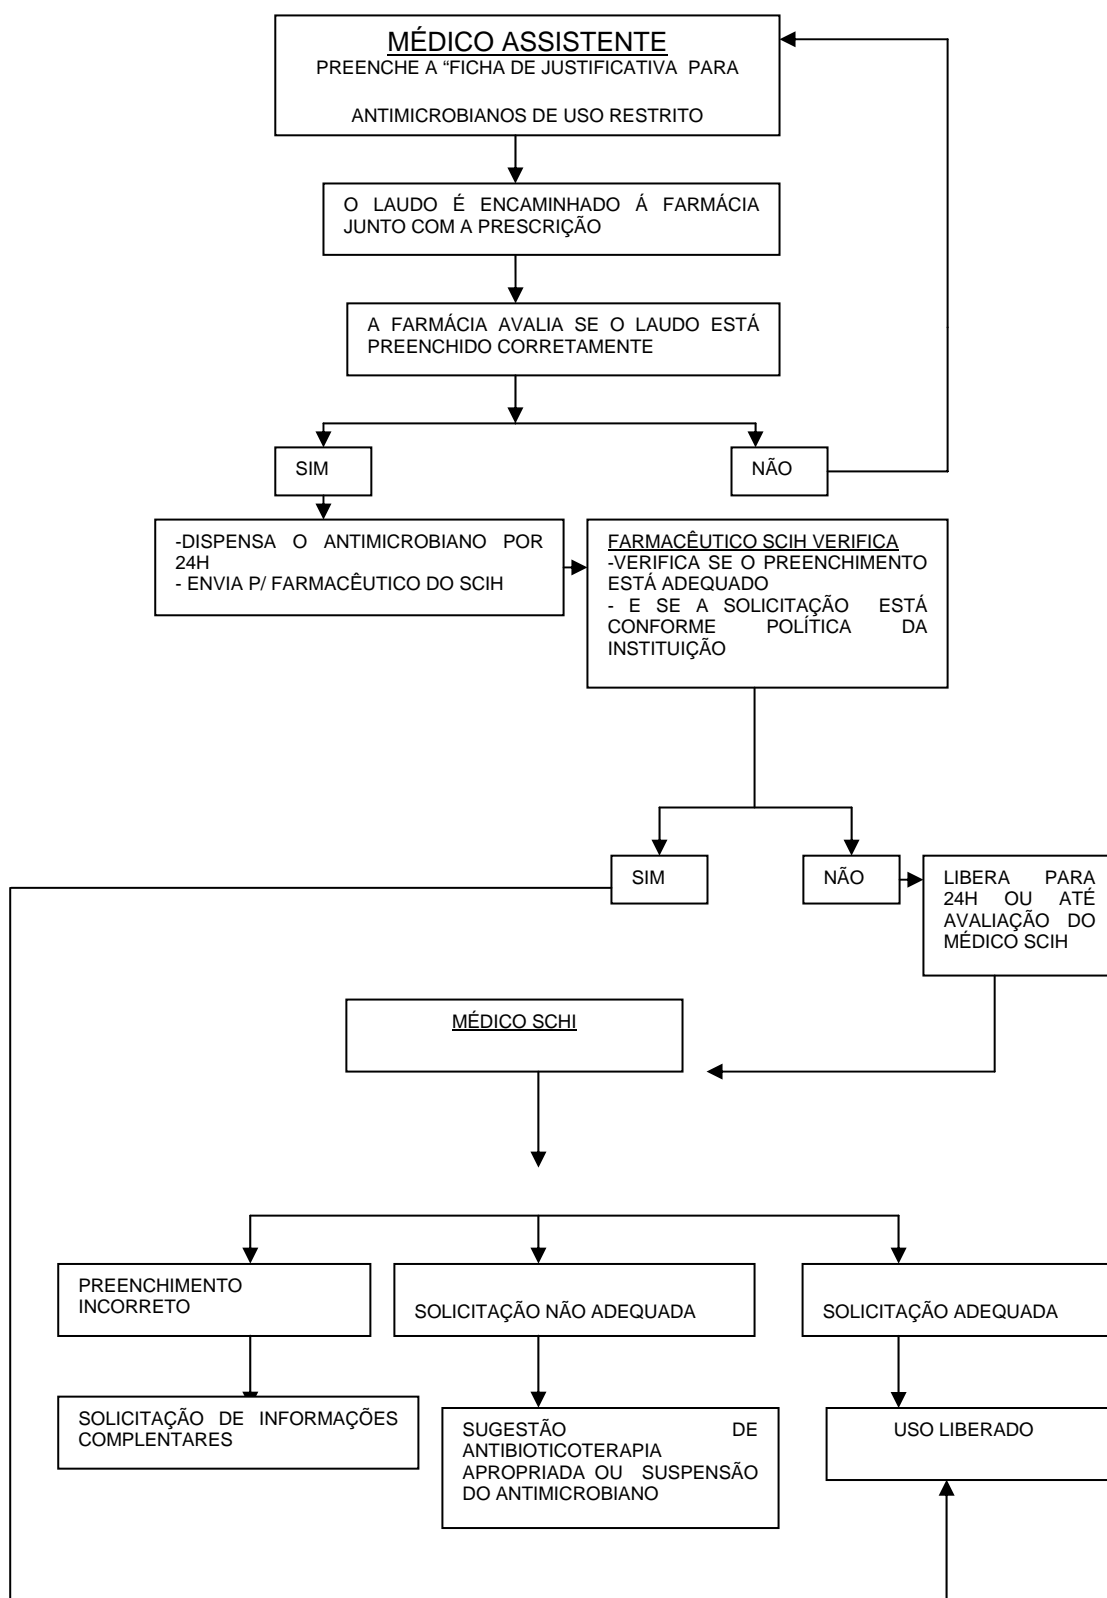 MÉDICO ASSISTENTE
PREENCHE A “FICHA DE JUSTIFICATIVA PARA
ANTIMICROBIANOS DE USO RESTRITO
O LAUDO É ENCAMINHADO Á FARMÁCIA
JUNTO COM A PRESCRIÇÃO
A FARMÁCIA AVALIA SE O LAUDO ESTÁ
PREENCHIDO CORRETAMENTE
SIM
NÃO
-DISPENSA O ANTIMICROBIANO POR
24H
- ENVIA P/ FARMACÊUTICO DO SCIH
FARMACÊUTICO SCIH VERIFICA
-VERIFICA SE O PREENCHIMENTO
ESTÁ ADEQUADO
- E SE A SOLICITAÇÃO ESTÁ
CONFORME POLÍTICA DA
INSTITUIÇÃO
SIM
NÃO
LIBERA PARA
24H OU ATÉ
AVALIAÇÃO DO
MÉDICO SCIH
MÉDICO SCHI
PREENCHIMENTO
INCORRETO
SOLICITAÇÃO NÃO ADEQUADA
SOLICITAÇÃO ADEQUADA
SOLICITAÇÃO DE INFORMAÇÕES
COMPLENTARES
SUGESTÃO DE
ANTIBIOTICOTERAPIA
APROPRIADA OU SUSPENSÃO
DO ANTIMICROBIANO
USO LIBERADO